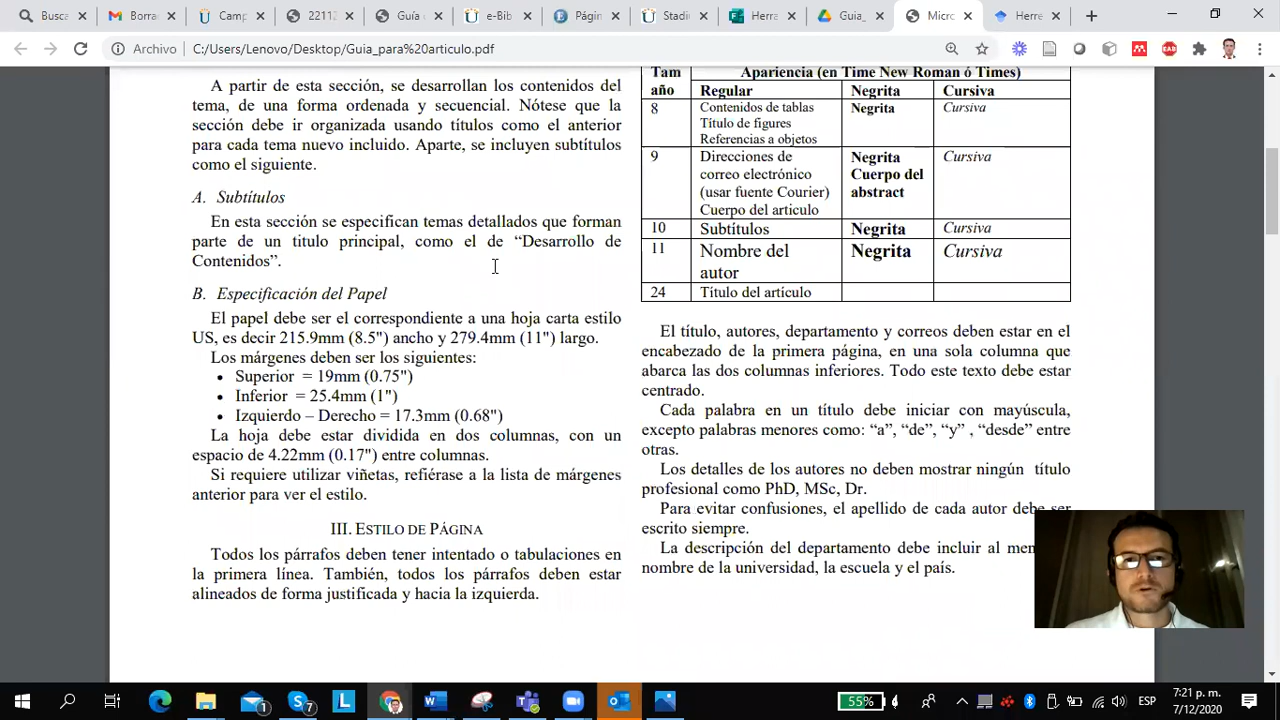 Busca
Borra
Camp
22112
Guía
e-Bib
Págin
Stadi
Herra
Guia_
Micro
Herre
Archivo
C:/Users/Lenovo/Desktop/Guia_para%20articulo.pdf
A partir de esta sección, se desarrollan los contenidos del
tema, de una forma ordenada y secuencial. Nótese que la
sección debe ir organizada usando títulos como el anterior
para cada tema nuevo incluido. Aparte, se incluyen subtítulos
como el siguiente.
A. Subtítulos
En esta sección se especifican temas detallados que forman
parte de un titulo principal, como el de “Desarrollo de
Contenidos”.
B. Especificación del Papel
El papel debe ser el correspondiente a una hoja carta estilo
US, es decir 215.9mm (8.5") ancho y 279.4mm (11") largo.
Los márgenes deben ser los siguientes:
• Superior = 19mm (0.75")
• Inferior = 25.4mm (1")
• Izquierdo – Derecho = 17.3mm (0.68")
La hoja debe estar dividida en dos columnas, con un
espacio de 4.22mm (0.17") entre columnas.
Si requiere utilizar viñetas, refiérase a la lista de márgenes
anterior para ver el estilo.
III. ESTILO DE PÁGINA
Todos los párrafos deben tener intentado o tabulaciones en
la primera línea. También, todos los párrafos deben estar
alineados de forma justificada y hacia la izquierda.
Tam Apariencia (en Time New Roman ó Times)
año Regular Negrita Cursiva
8 Contenidos de tablas Negrita Cursiva
Título de figures
Referencias a objetos
9 Direcciones de Negrita Cursiva
correo electrónico Cuerpo del
(usar fuente Courier) abstract
Cuerpo del articulo
10 Subtítulos Negrita Cursiva
11 Nombre del Negrita Cursiva
autor
24 Título del artículo
El título, autores, departamento y correos deben estar en el
encabezado de la primera página, en una sola columna que
abarca las dos columnas inferiores. Todo este texto debe estar
centrado.
Cada palabra en un título debe iniciar con mayúscula,
excepto palabras menores como: “a”, “de”, “y” , “desde” entre
otras.
Los detalles de los autores no deben mostrar ningún título
profesional como PhD, MSc, Dr.
Para evitar confusiones, el apellido de cada autor debe ser
escrito siempre.
La descripción del departamento debe incluir al
nombre de la universidad, la escuela y el país.
55%
ESP
7:21 p. m.
7/12/2020